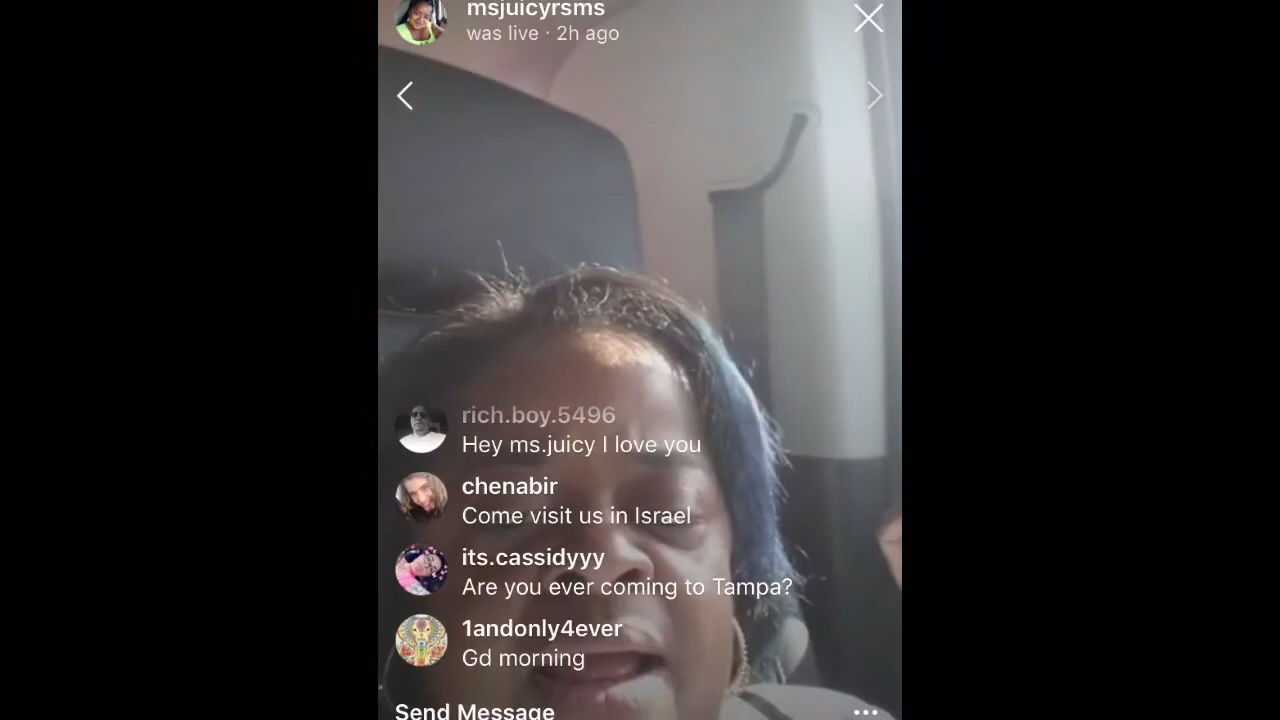 msjuicyrsms
was live · 2h ago
rich.boy.5496
Hey ms.juicy I love you
chenabir
Come visit us in Israel
its.cassidyyy
Are you ever coming to Tampa?
1andonly4ever
Gd morning
Send Message